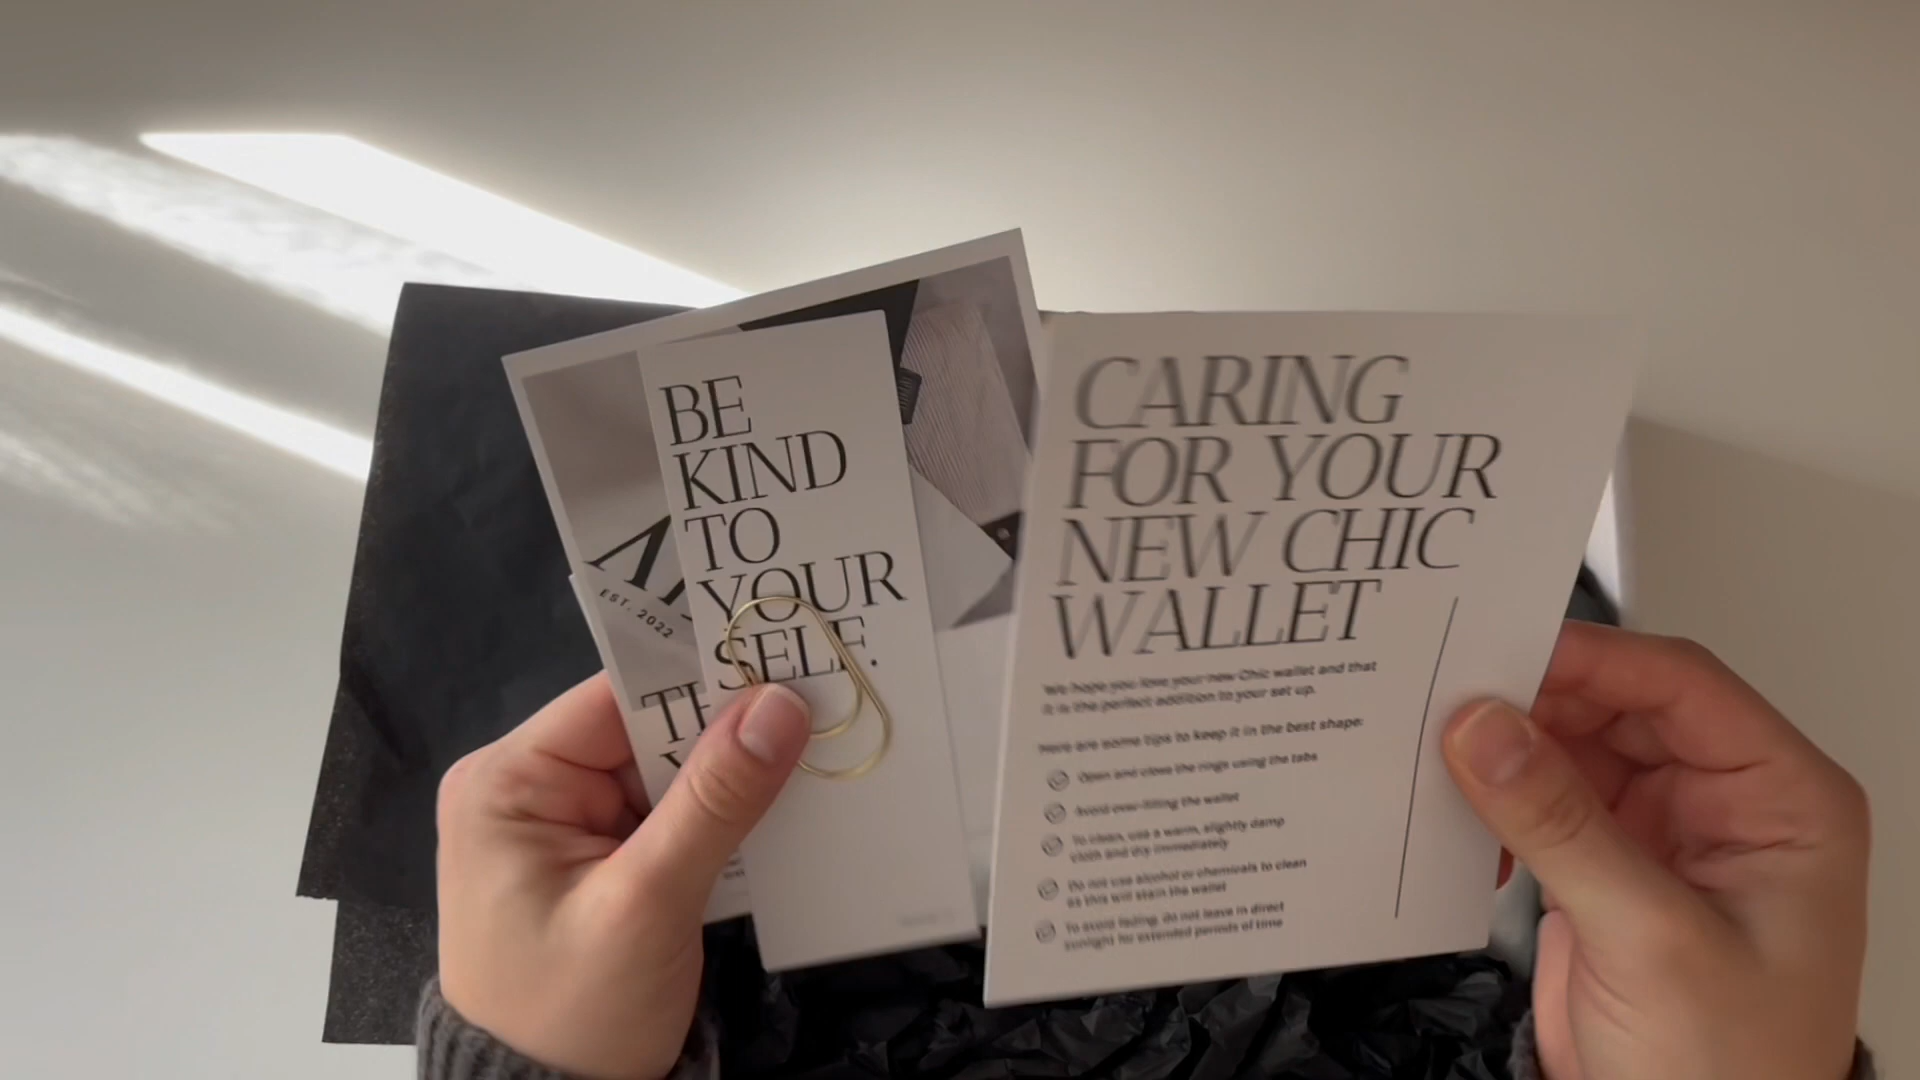 BE
KIND
TO
YOUR
SELF.
EST. 2022
TH
CARING
FOR YOUR
NEW CHIC
WALLET
We hope you love your new Chic wallet and that
it is the perfect addition to your set up.
Here are some tips to keep it in the best shape:
Open and close the rings using the tabs
Avoid over-filling the wallet
To clean, use a warm, slightly damp
cloth and dry immediately
Do not use alcohol or chemicals to clean
as this will stain the wallet
To avoid fading, do not leave in direct
sunlight for extended periods of time